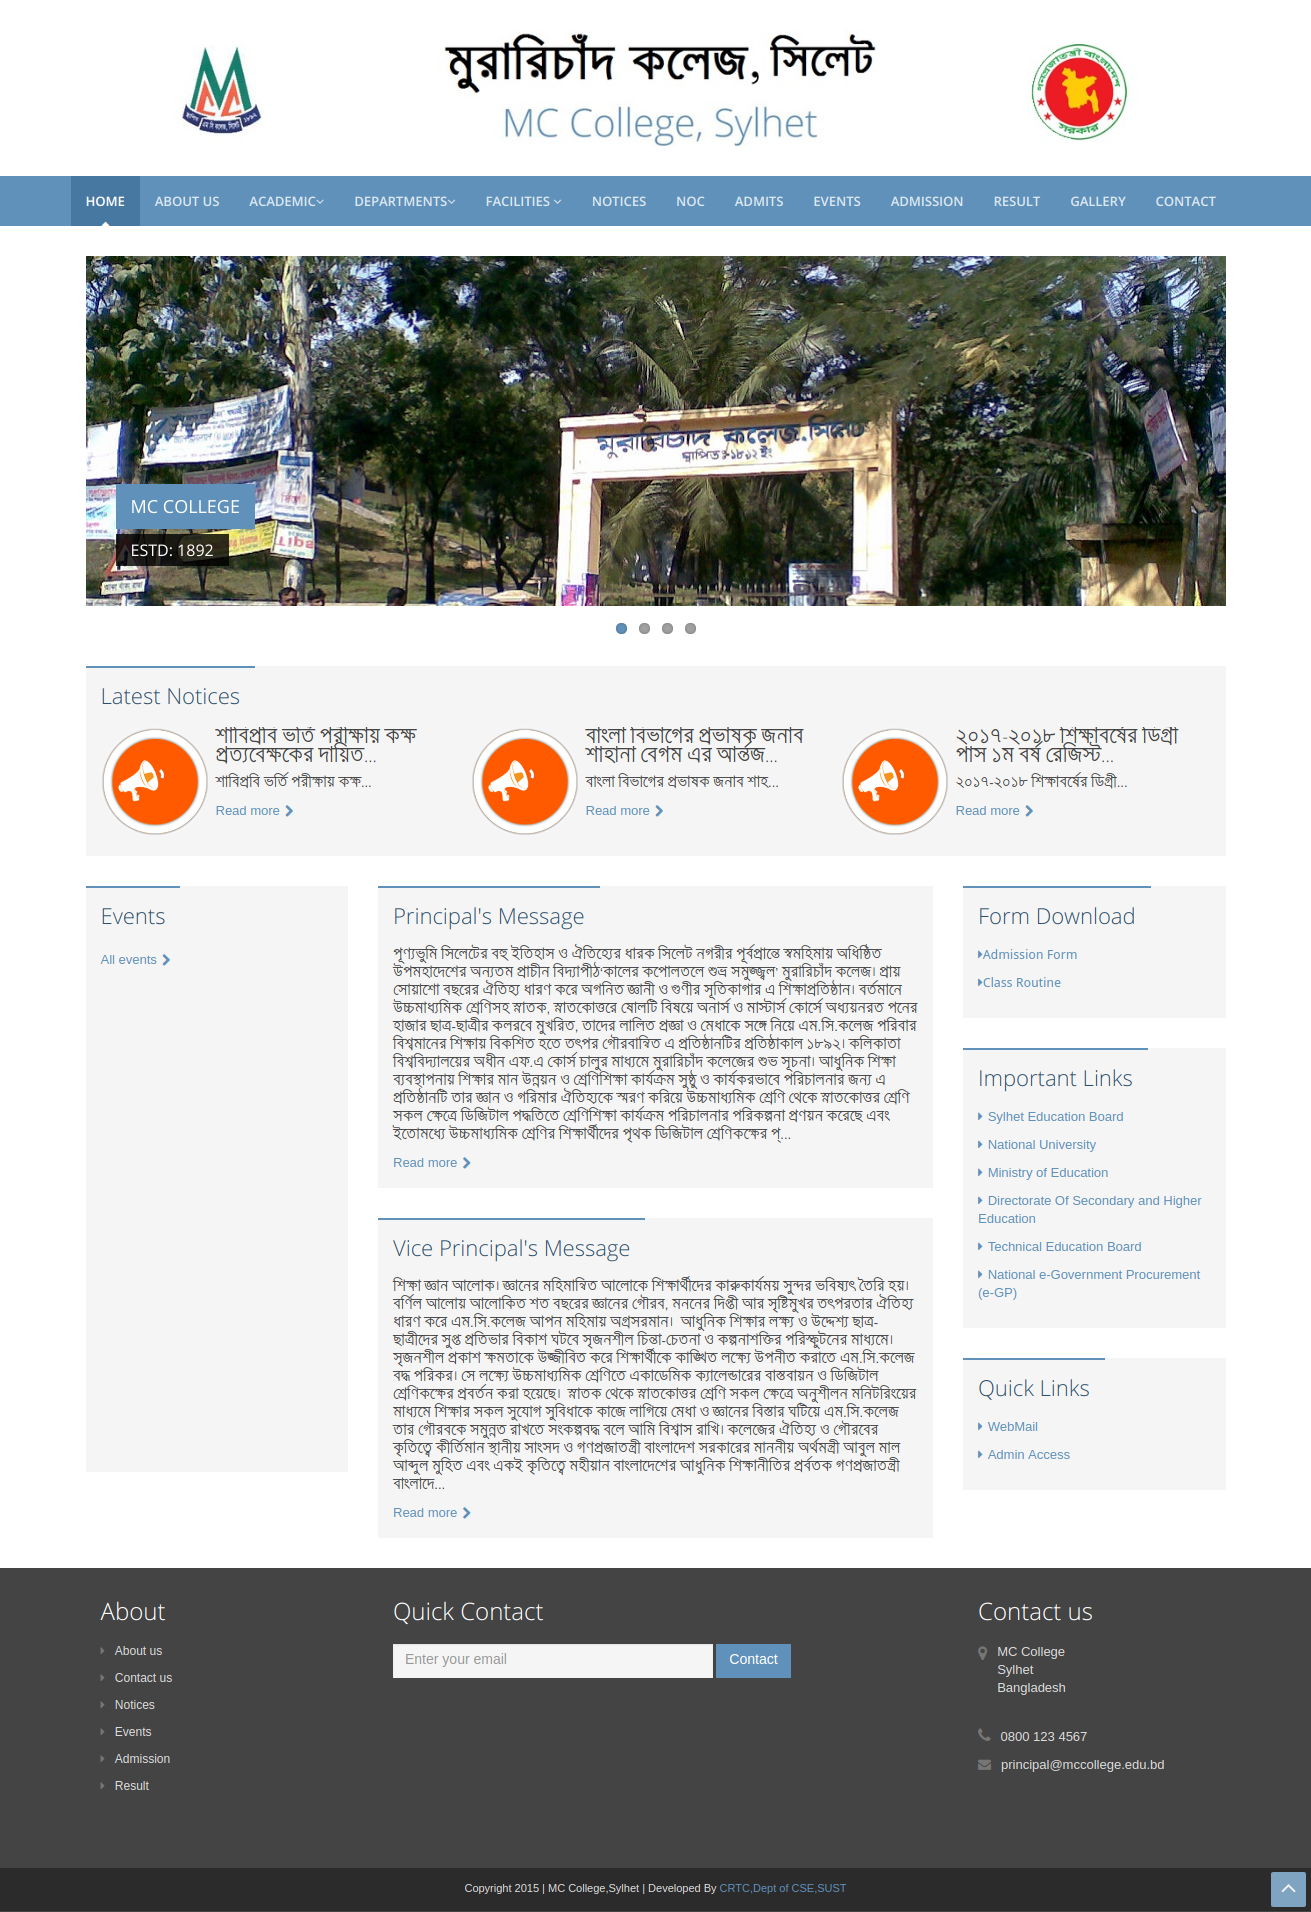 মুরারিচাঁদ কলেজ, সিলেট
MC College, Sylhet
HOME ABOUT US ACADEMIC DEPARTMENTS FACILITIES NOTICES NOC ADMITS EVENTS ADMISSION RESULT GALLERY CONTACT
মুরারিচাঁদ কলেজ.সিলেট
স্থাপিতঃ১৮৯২ ইং
MC COLLEGE
ESTD: 1892
Latest Notices
শাবিপ্রবি ভর্তি পরীক্ষায় কক্ষ
প্রত্যবেক্ষকের দায়িত...
শাবিপ্রবি ভর্তি পরীক্ষায় কক্ষ...
Read more
বাংলা বিভাগের প্রভাষক জনাব
শাহানা বেগম এর আর্ন্তজ...
বাংলা বিভাগের প্রভাষক জনাব শাহ...
Read more
২০১৭-২০১৮ শিক্ষাবর্ষের ডিগ্রী
পাস ১ম বর্ষ রেজিস্ট...
২০১৭-২০১৮ শিক্ষাবর্ষের ডিগ্রী...
Read more
Events
All events
Principal's Message
পূণ্যভুমি সিলেটের বহু ইতিহাস ও ঐতিহ্যের ধারক সিলেট নগরীর পূর্বপ্রান্তে স্বমহিমায় অধিষ্ঠিত
উপমহাদেশের অন্যতম প্রাচীন বিদ্যাপীঠ'কালের কপোলতলে শুভ্র সমুজ্জ্বল' মুরারিচাঁদ কলেজ। প্রায়
সোয়াশো বছরের ঐতিহ্য ধারণ করে অগনিত জ্ঞানী ও গুণীর সূতিকাগার এ শিক্ষাপ্রতিষ্ঠান। বর্তমানে
উচ্চমাধ্যমিক শ্রেণিসহ স্নাতক, স্নাতকোত্তরে ষোলটি বিষয়ে অনার্স ও মাস্টার্স কোর্সে অধ্যয়নরত পনের
হাজার ছাত্র-ছাত্রীর কলরবে মুখরিত, তাদের লালিত প্রজ্ঞা ও মেধাকে সঙ্গে নিয়ে এম.সি.কলেজ পরিবার
বিশ্বমানের শিক্ষায় বিকশিত হতে তৎপর গৌরবান্বিত এ প্রতিষ্ঠানটির প্রতিষ্ঠাকাল ১৮৯২। কলিকাতা
বিশ্ববিদ্যালয়ের অধীন এফ.এ কোর্স চালুর মাধ্যমে মুরারিচাঁদ কলেজের শুভ সূচনা। আধুনিক শিক্ষা
ব্যবস্থাপনায় শিক্ষার মান উন্নয়ন ও শ্রেণিশিক্ষা কার্যক্রম সুষ্ঠু ও কার্যকরভাবে পরিচালনার জন্য এ
প্রতিষ্ঠানটি তার জ্ঞান ও গরিমার ঐতিহ্যকে স্মরণ করিয়ে উচ্চমাধ্যমিক শ্রেণি থেকে স্নাতকোত্তর শ্রেণি
সকল ক্ষেত্রে ডিজিটাল পদ্ধতিতে শ্রেণিশিক্ষা কার্যক্রম পরিচালনার পরিকল্পনা প্রণয়ন করেছে এবং
ইতোমধ্যে উচ্চমাধ্যমিক শ্রেণির শিক্ষার্থীদের পৃথক ডিজিটাল শ্রেণিকক্ষের প্...
Read more
Vice Principal's Message
শিক্ষা জ্ঞান আলোক। জ্ঞানের মহিমান্বিত আলোকে শিক্ষার্থীদের কারুকার্যময় সুন্দর ভবিষ্যৎ তৈরি হয়।
বর্ণিল আলোয় আলোকিত শত বছরের জ্ঞানের গৌরব, মননের দিপ্তী আর সৃষ্টিমুখর তৎপরতার ঐতিহ্য
ধারণ করে এম.সি.কলেজ আপন মহিমায় অগ্রসরমান। আধুনিক শিক্ষার লক্ষ্য ও উদ্দেশ্য ছাত্র-
ছাত্রীদের সুপ্ত প্রতিভার বিকাশ ঘটবে সৃজনশীল চিন্তা-চেতনা ও কল্পনাশক্তির পরিস্ফুটনের মাধ্যমে।
সৃজনশীল প্রকাশ ক্ষমতাকে উজ্জীবিত করে শিক্ষার্থীকে কাঙ্খিত লক্ষ্যে উপনীত করাতে এম.সি.কলেজ
বদ্ধ পরিকর। সে লক্ষ্যে উচ্চমাধ্যমিক শ্রেণিতে একাডেমিক ক্যালেন্ডারের বাস্তবায়ন ও ডিজিটাল
শ্রেণিকক্ষের প্রবর্তন করা হয়েছে। স্নাতক থেকে স্নাতকোত্তর শ্রেণি সকল ক্ষেত্রে অনুশীলন মনিটরিংয়ের
মাধ্যমে শিক্ষার সকল সুযোগ সুবিধাকে কাজে লাগিয়ে মেধা ও জ্ঞানের বিস্তার ঘটিয়ে এম.সি.কলেজ
তার গৌরবকে সমুন্নত রাখতে সংকল্পবদ্ধ বলে আমি বিশ্বাস রাখি। কলেজের ঐতিহ্য ও গৌরবের
কৃতিত্বে কীর্তিমান স্থানীয় সাংসদ ও গণপ্রজাতন্ত্রী বাংলাদেশ সরকারের মাননীয় অর্থমন্ত্রী আবুল মাল
আব্দুল মুহিত এবং একই কৃতিত্বে মহীয়ান বাংলাদেশের আধুনিক শিক্ষানীতির প্রর্বতক গণপ্রজাতন্ত্রী
বাংলাদে...
Read more
Form Download
Admission Form
Class Routine
Important Links
Sylhet Education Board
National University
Ministry of Education
Directorate Of Secondary and Higher
Education
Technical Education Board
National e-Government Procurement
(e-GP)
Quick Links
WebMail
Admin Access
About
About us
Contact us
Notices
Events
Admission
Result
Quick Contact
Enter your email
Contact
Contact us
MC College
Sylhet
Bangladesh
0800 123 4567
principal@mccollege.edu.bd
Copyright 2015 | MC College,Sylhet | Developed By CRTC,Dept of CSE,SUST